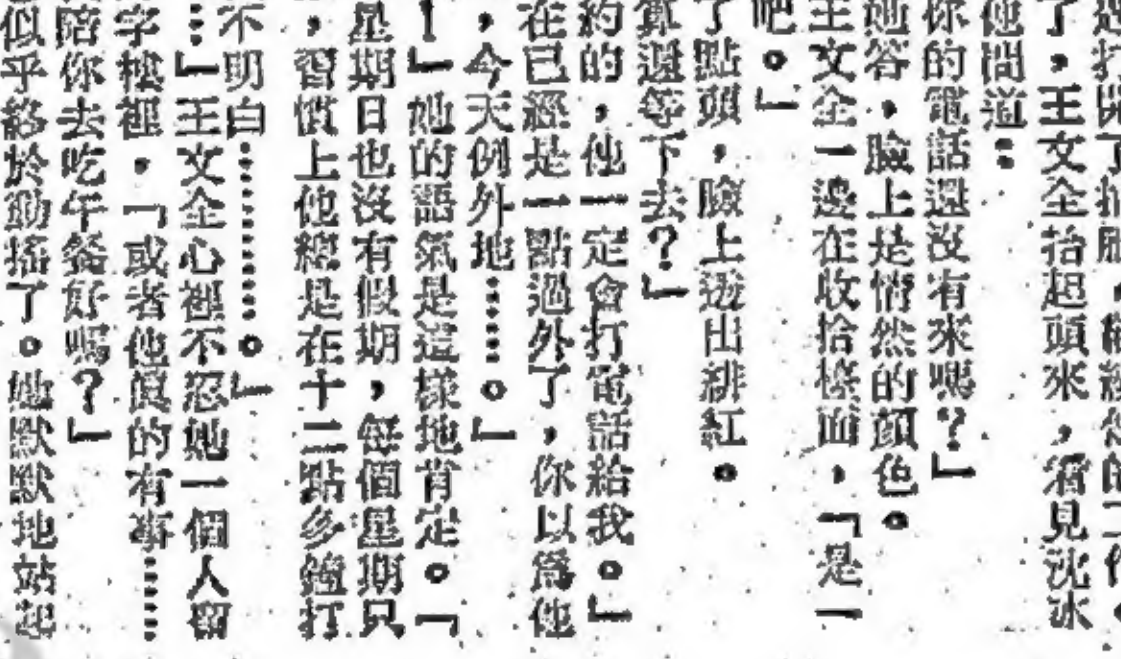 過打開了抽屜，
了，王文全抬起頭來，看見沈冰
他問道：
你的電話還沒有來嗎？」
她答，臉上是悄然的顏色。
王文全一邊在收拾檯面，「是一
吧。」
了點頭，臉上透出緋紅。
算還等下去？」
約的，他一定會打電話給我。」
在已經是一點過外了，你以爲他
，今天例外地……。」
！」她的語氣是這樣地肯定。「
星期日也沒有假期，每個星期只
，習慣上他總是在十二點多鐘打
不明白………。」
…」王文全心裡不忍她一個人留
字樓裡，「或者他真的有事……
陪你去吃午餐好嗎？」
似乎終於動搖了。她默默地站起